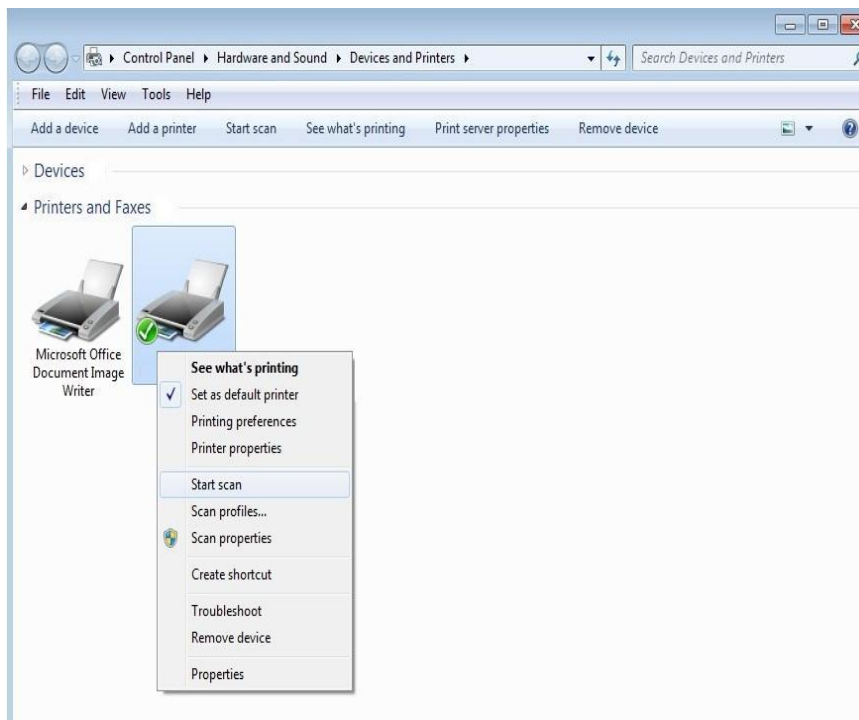 Control Panel Hardware and Sound Devices and Printers Search Devices and Printers
File Edit View Tools Help
Add a device Add a printer Start scan See what's printing Print server properties Remove device
Devices
Printers and Faxes
Microsoft Office
Document Image
Writer
See what's printing
Set as default printer
Printing preferences
Printer properties
Start scan
Scan profiles...
Scan properties
Create shortcut
Troubleshoot
Remove device
Properties